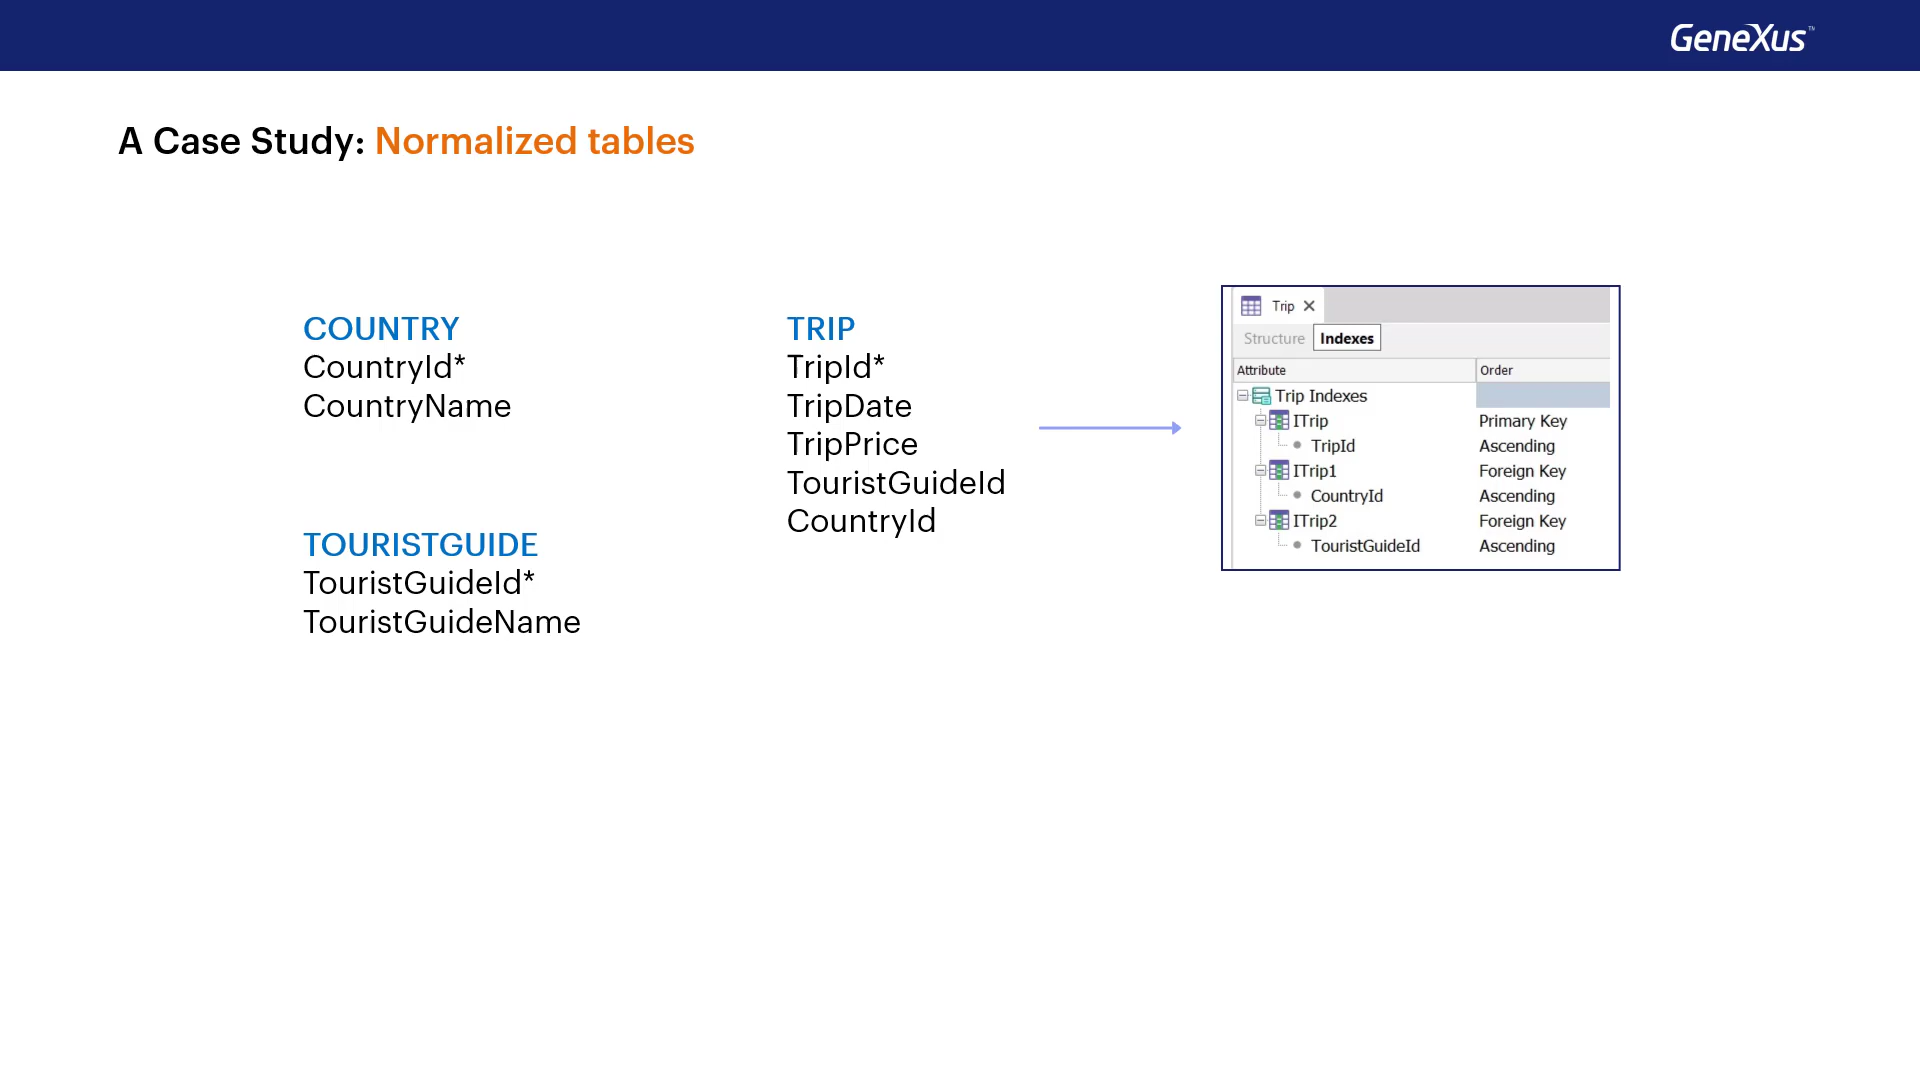 GeneXus™
A Case Study: Normalized tables
COUNTRY
CountryId*
CountryName
TOURISTGUIDE
TouristGuideId*
TouristGuideName
TRIP
TripId*
TripDate
TripPrice
TouristGuideId
CountryId
Trip
Structure Indexes
Attribute Order
Trip Indexes
ITrip Primary Key
TripId Ascending
ITrip1 Foreign Key
CountryId Ascending
ITrip2 Foreign Key
TouristGuideId Ascending